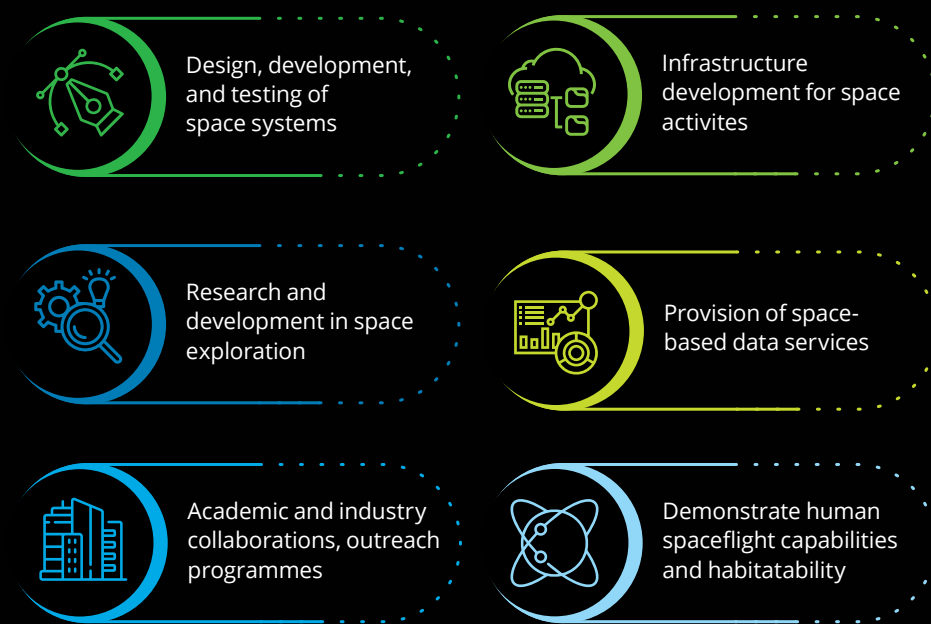 Design, development,
and testing of
space systems
Infrastructure
development for space
activites
Research and
development in space
exploration
Provision of space-
based data services
Academic and industry
collaborations, outreach
programmes
Demonstrate human
spaceflight capabilities
and habitatability